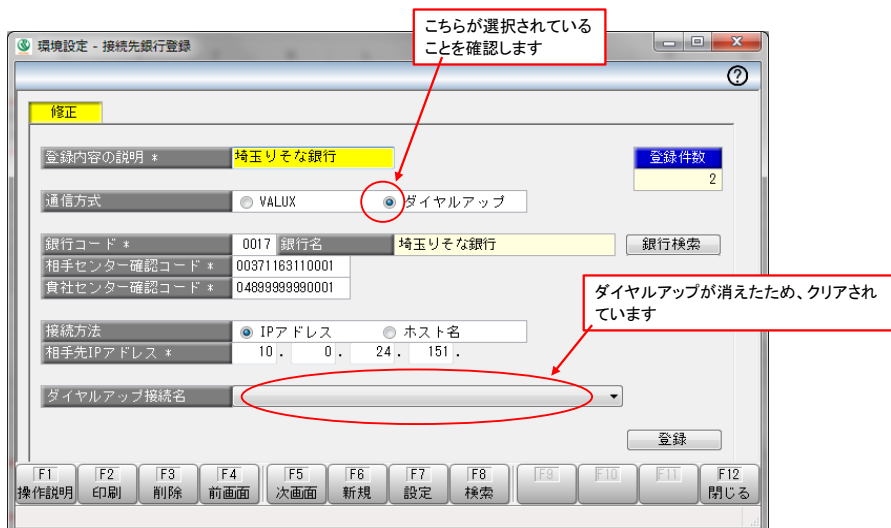 こちらが選択されている
ことを確認します
環境設定 - 接続先銀行登録
?
修正
登録内容の説明 * 埼玉りそな銀行
登録件数
2
通信方式 VALUX ダイヤルアップ
銀行コード * 0017 銀行名 埼玉りそな銀行 銀行検索
相手センター確認コード * 00371163110001
貴社センター確認コード * 04899999990001
ダイヤルアップが消えたため、クリアされ
ています
接続方法 IPアドレス ホスト名
相手先IPアドレス * 10 . 0 . 24 . 151 .
ダイヤルアップ接続名
登録
F1 F2 F3 F4 F5 F6 F7 F8 F9 F10 F11 F12
操作説明 印刷 削除 前画面 次画面 新規 設定 検索 閉じる